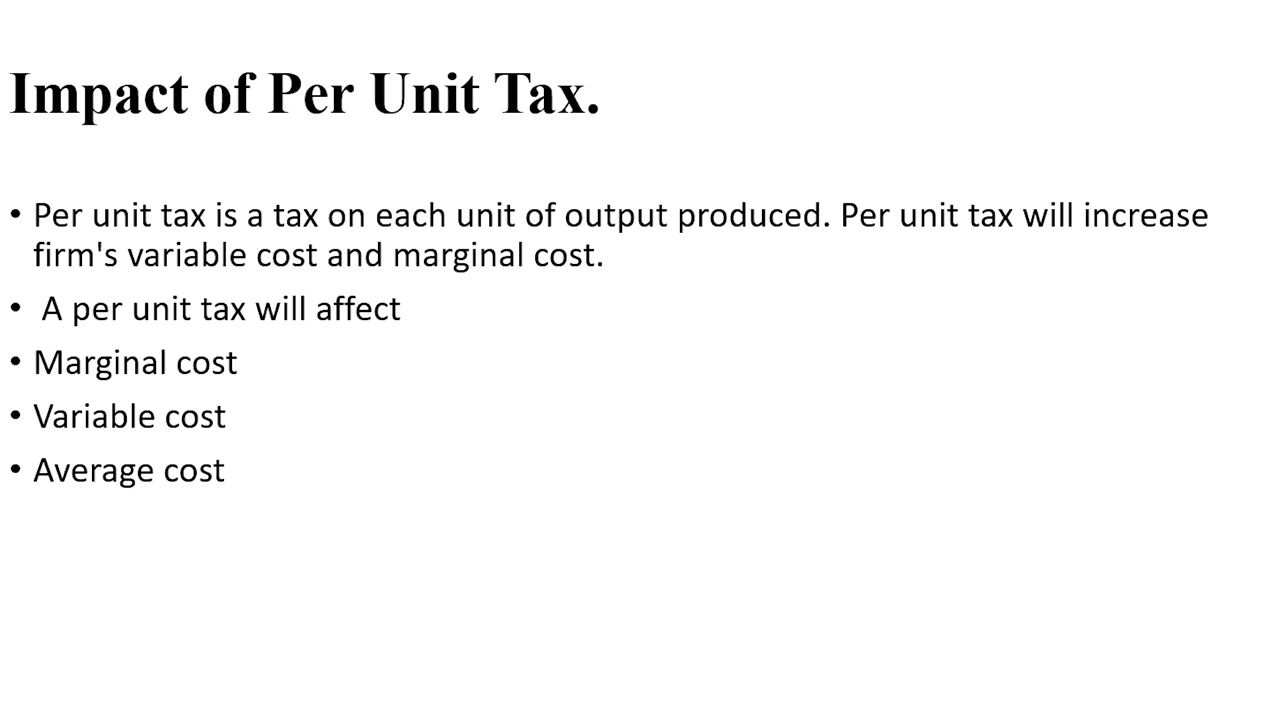 Impact of Per Unit Tax.
• Per unit tax is a tax on each unit of output produced. Per unit tax will increase
firm's variable cost and marginal cost.
• A per unit tax will affect
• Marginal cost
• Variable cost
• Average cost